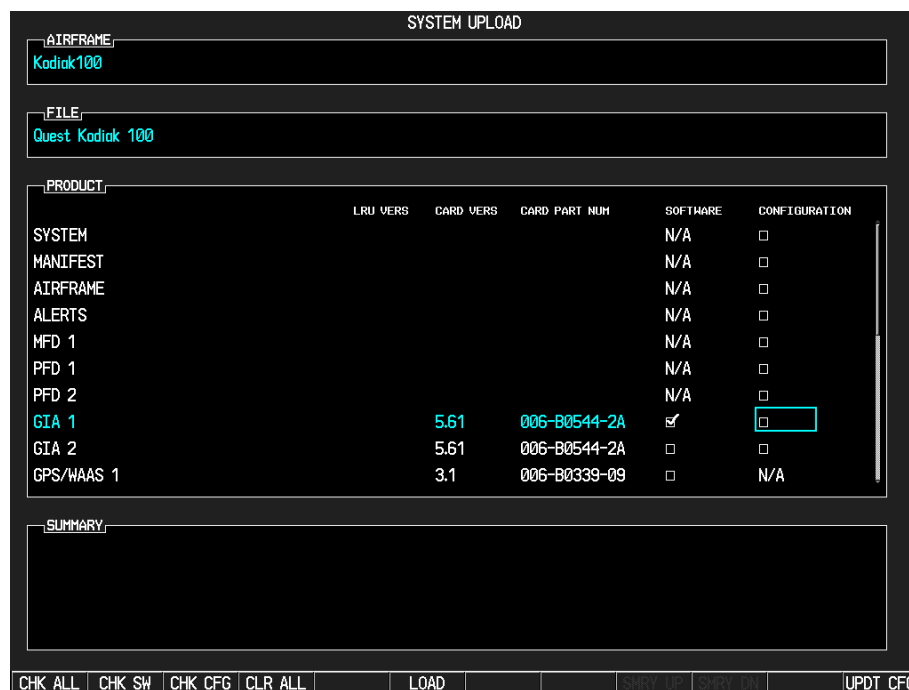 SYSTEM UPLOAD
AIRFRAME
Kodiak100
FILE
Quest Kodiak 100
PRODUCT
LRU VERS CARD VERS CARD PART NUM SOFTWARE CONFIGURATION
SYSTEM N/A
MANIFEST N/A
AIRFRAME N/A
ALERTS N/A
MFD 1 N/A
PFD 1 N/A
PFD 2 N/A
GIA 1 5.61 006-B0544-2A
GIA 2 5.61 006-B0544-2A
GPS/WAAS 1 3.1 006-B0339-09 N/A
SUMMARY
CHK ALL CHK SW CHK CFG CLR ALL LOAD SMRY UP SMRY DN UPDT CFG